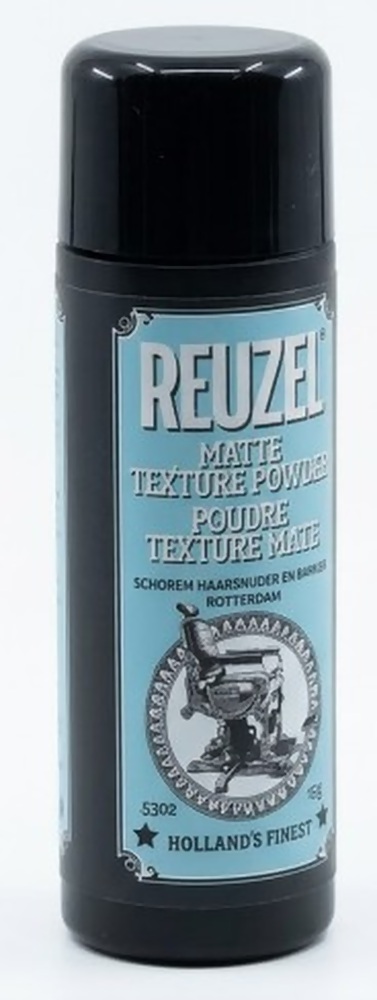 REUZEL®
MATTE
TEXTURE POWDER
POUDRE
TEXTURE MATE
SCHOREM HAARSNIJDER EN BARBIER
ROTTERDAM
5302
15g
HOLLAND'S FINEST